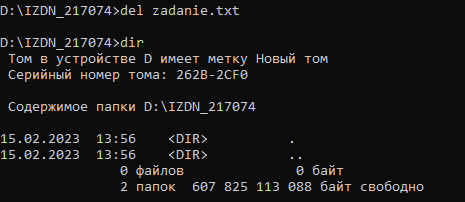 D:\IZDN_217074>del zadanie.txt
D:\IZDN_217074>dir
Том в устройстве D имеет метку Новый том
Серийный номер тома: 262B-2CF0
Содержимое папки D:\IZDN_217074
15.02.2023  13:56    <DIR>          .
15.02.2023  13:56    <DIR>          ..
0 файлов              0 байт
2 папок  607 825 113 088 байт свободно